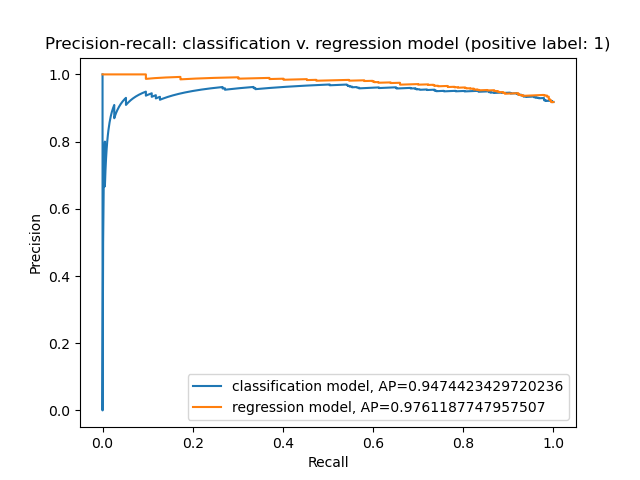 Precision-recall: classification v. regression model (positive label: 1)
1.0
0.8
0.6
0.4
0.2
0.0
Precision
0.0 0.2 0.4 0.6 0.8 1.0
Recall
classification model, AP=0.9474423429720236
regression model, AP=0.9761187747957507